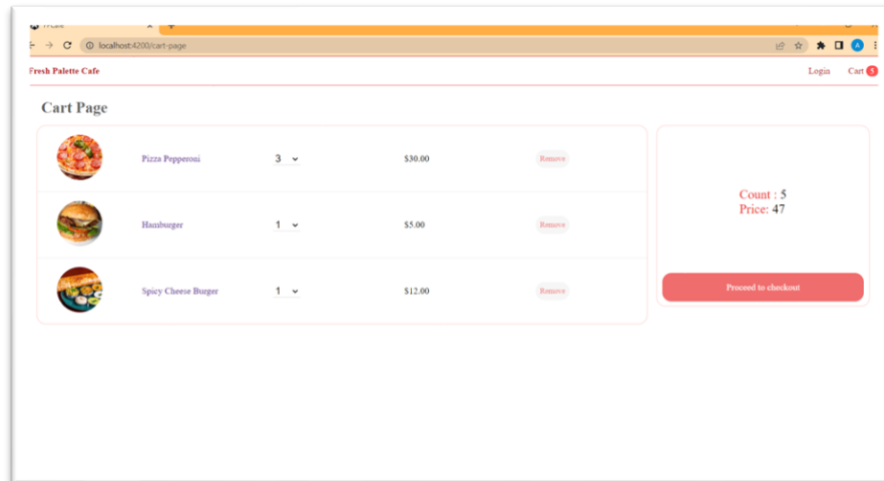 localhost:4200/cart-page
A
Fresh Palette Cafe
Login Cart 5
Cart Page
Pizza Pepperoni 3 $30.00 Remove
Hamburger 1 $5.00 Remove
Spicy Cheese Burger 1 $12.00 Remove
Count : 5
Price: 47
Proceed to checkout